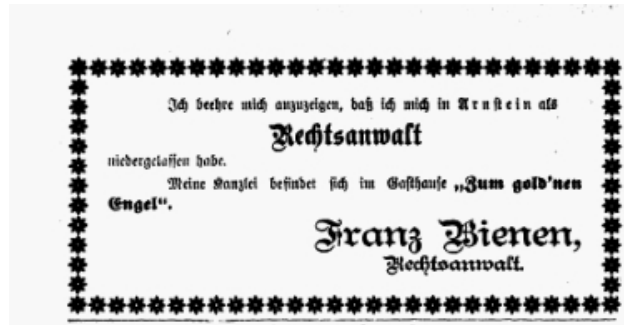 Ich beehre mich anzuzeigen, daß ich mich in Arnstein als
Rechtsanwalt
niedergelassen habe.
Meine Kanzlei befindet sich im Gasthause „Zum gold'nen
Engel“.
Franz Bienen,
Rechtsanwalt.